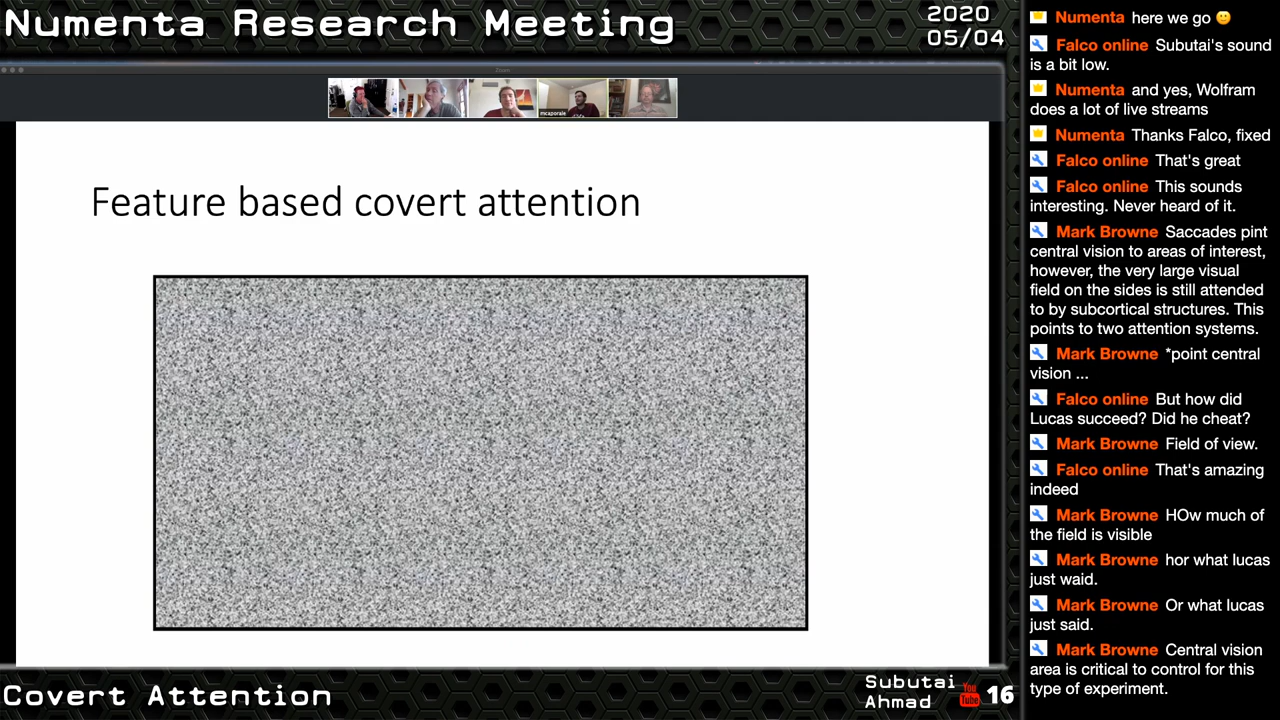 Numenta Research Meeting
2020
05/04
mcaporale
Feature based covert attention
Covert Attention
Subutai
Ahmad
You
Tube
16
Numenta here we go
Falco online Subutai's sound
is a bit low.
Numenta and yes, Wolfram
does a lot of live streams
Numenta Thanks Falco, fixed
Falco online That's great
Falco online This sounds
interesting. Never heard of it.
Mark Browne Saccades pint
central vision to areas of interest,
however, the very large visual
field on the sides is still attended
to by subcortical structures. This
points to two attention systems.
Mark Browne *point central
vision ...
Falco online But how did
Lucas succeed? Did he cheat?
Mark Browne Field of view.
Falco online That's amazing
indeed
Mark Browne HOw much of
the field is visible
Mark Browne hor what lucas
just waid.
Mark Browne Or what lucas
just said.
Mark Browne Central vision
area is critical to control for this
type of experiment.